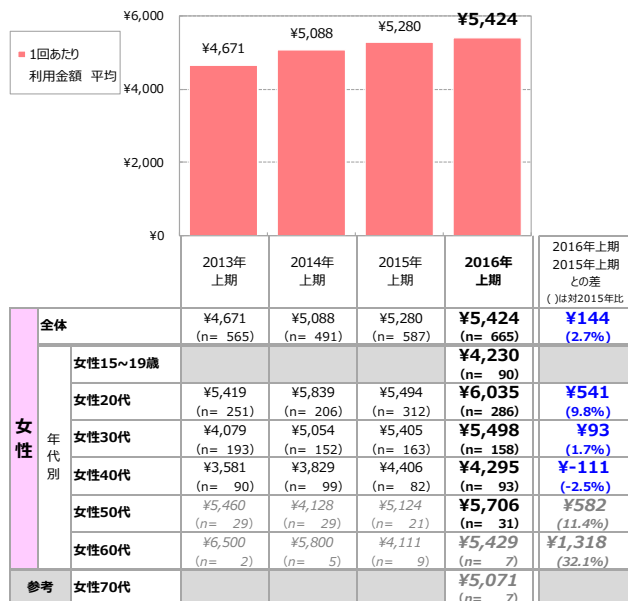 ¥6,000
¥5,424
¥5,280
¥5,088
¥4,671
1回あたり
利用金額 平均
¥4,000
¥2,000
¥0
2013年 上期 2014年 上期 2015年 上期 2016年 上期 2016年上期 2015年上期 との差 ( )は対2015年比
女性
全体 ¥4,671 ¥5,088 ¥5,280 ¥5,424 ¥144
(n= 565) (n= 491) (n= 587) (n= 665) (2.7%)
年代別
女性15~19歳 ¥4,230
(n= 90)
女性20代 ¥5,419 ¥5,839 ¥5,494 ¥6,035 ¥541
(n= 251) (n= 206) (n= 312) (n= 286) (9.8%)
女性30代 ¥4,079 ¥5,054 ¥5,405 ¥5,498 ¥93
(n= 193) (n= 152) (n= 163) (n= 158) (1.7%)
女性40代 ¥3,581 ¥3,829 ¥4,406 ¥4,295 ¥-111
(n= 90) (n= 99) (n= 82) (n= 93) (-2.5%)
女性50代 ¥5,460 ¥4,128 ¥5,124 ¥5,706 ¥582
(n= 29) (n= 29) (n= 21) (n= 31) (11.4%)
女性60代 ¥6,500 ¥5,800 ¥4,111 ¥5,429 ¥1,318
(n= 2) (n= 5) (n= 9) (n= 7) (32.1%)
参考 女性70代 ¥5,071
(n= 7)